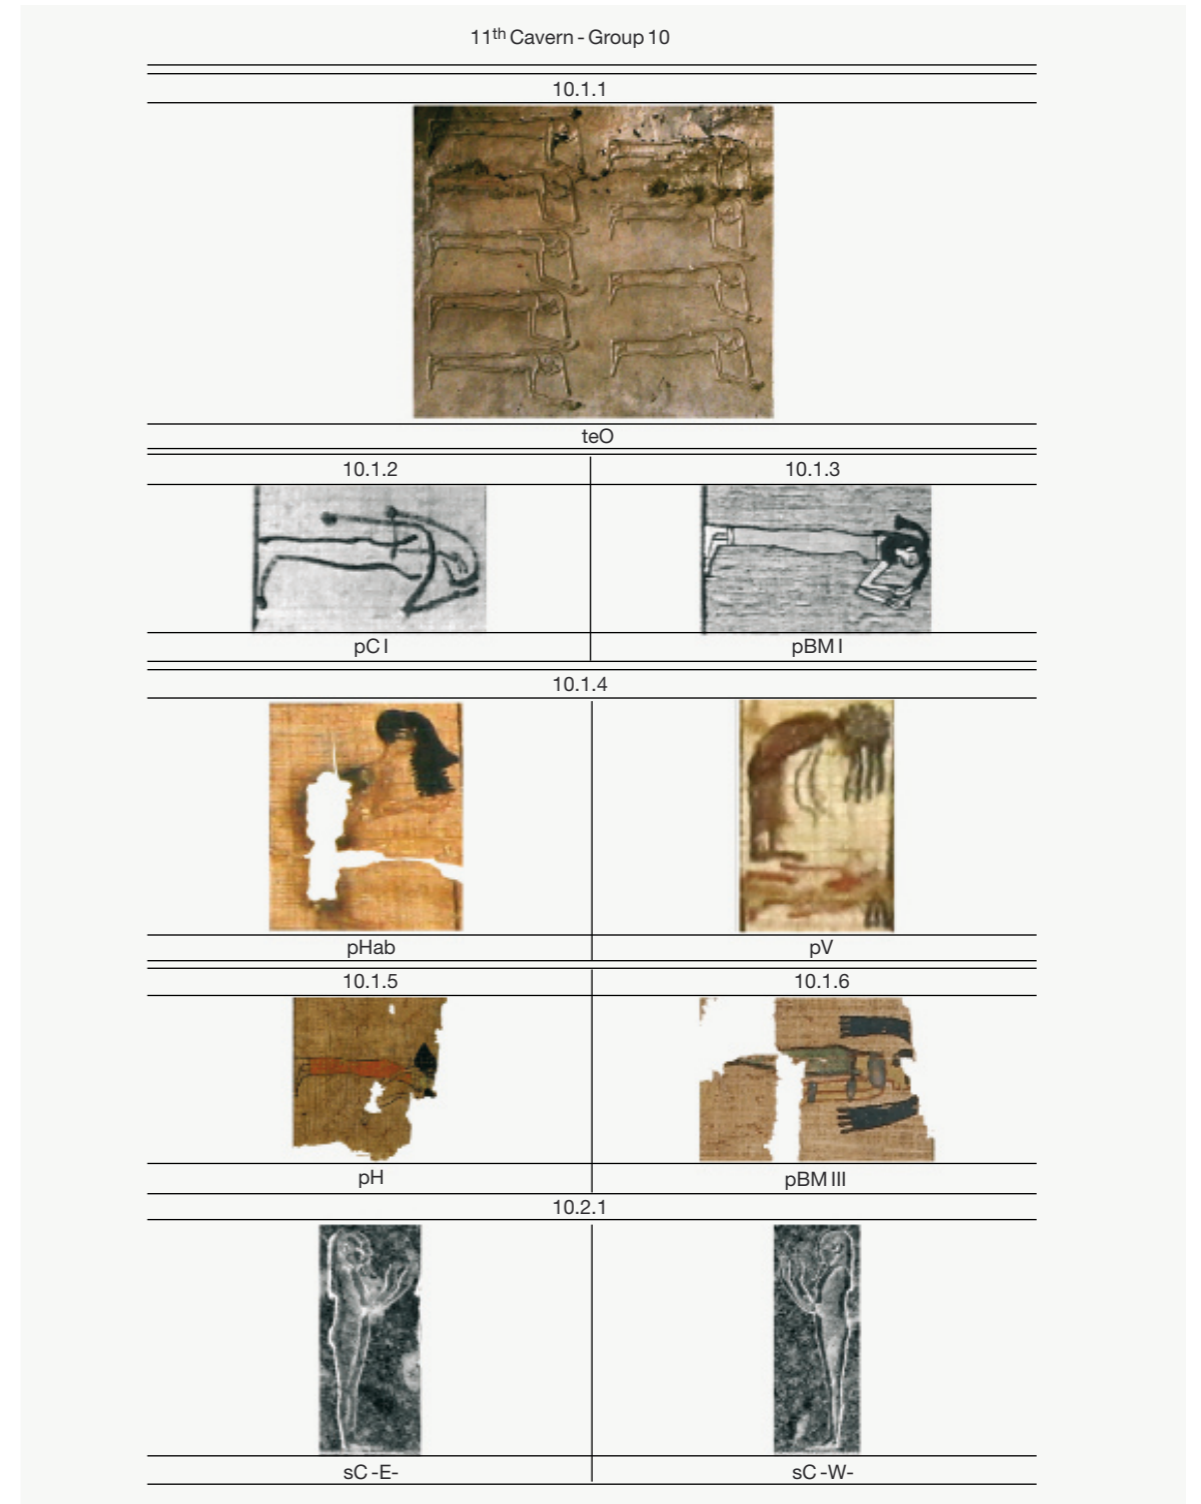 11th Cavern - Group 10
10.1.1
teO
10.1.2 10.1.3
pC I pBM I
10.1.4
pHab pV
10.1.5 10.1.6
pH pBM III
10.2.1
sC -E- sC -W-